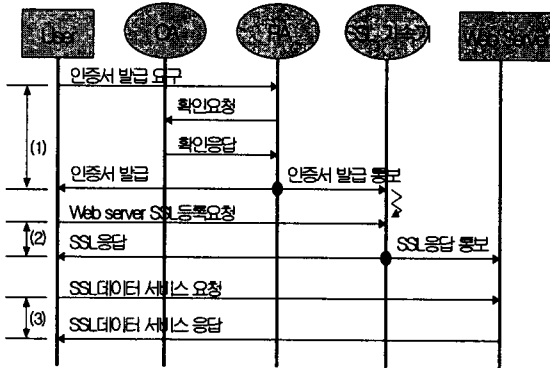 User CA RA SSL 가속기 Web Server
인증서 발급 요구
확인요청
(1)
확인응답
인증서 발급 인증서 발급 통보
Web server SSL등록요청
(2)
SSL응답 SSL응답 통보
SSL데이터 서비스 요청
(3)
SSL데이터 서비스 응답